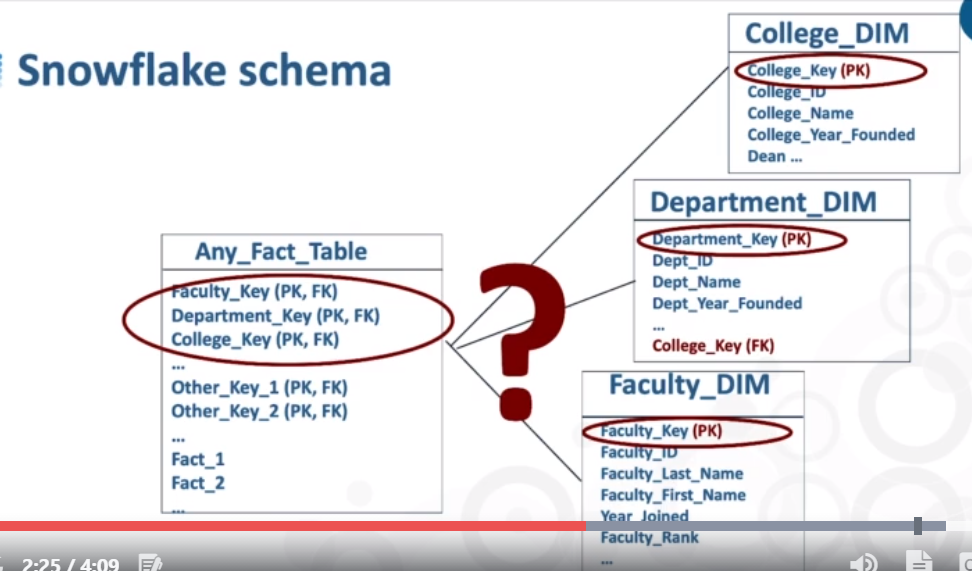 Snowflake schema
College_DIM
College_Key (PK)
College_ID
College_Name
College_Year_Founded
Dean ...
Department_DIM
Department_Key (PK)
Dept_ID
Dept_Name
Dept_Year_Founded
...
College_Key (FK)
Any_Fact_Table
Faculty_Key (PK, FK)
Department_Key (PK, FK)
College_Key (PK, FK)
...
Other_Key_1 (PK, FK)
Other_Key_2 (PK, FK)
...
Fact_1
Fact_2
...
?
Faculty_DIM
Faculty_Key (PK)
Faculty_ID
Faculty_Last_Name
Faculty_First_Name
Year_Joined
Faculty_Rank
...
2:25 / 4:09